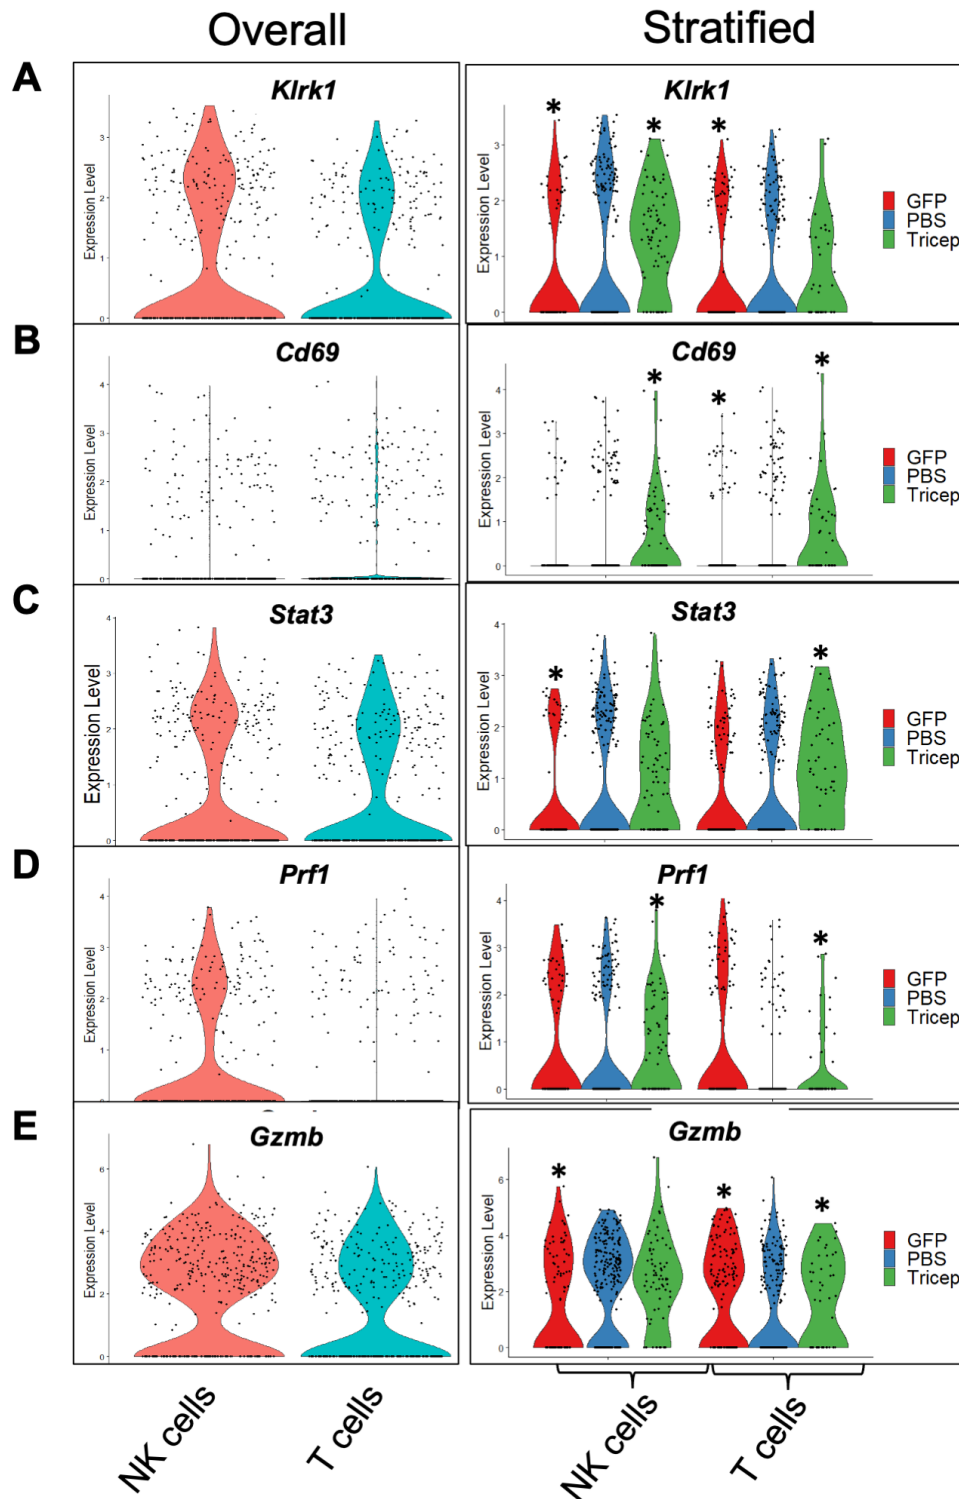 Overall
Stratified
A
Klrk1
Expression Level
3
2
1
0
Klrk1
Expression Level
3
2
1
0
*
*
*
GFP
PBS
Tricep
B
Cd69
Expression Level
4
3
2
1
0
Cd69
Expression Level
4
3
2
1
0
*
*
*
GFP
PBS
Tricep
C
Stat3
Expression Level
4
3
2
1
0
Stat3
Expression Level
4
3
2
1
0
*
*
GFP
PBS
Tricep
D
Prf1
Expression Level
4
3
2
1
0
Prf1
Expression Level
4
3
2
1
0
*
*
GFP
PBS
Tricep
E
Gzmb
Expression Level
6
4
2
0
Gzmb
Expression Level
6
4
2
0
*
*
*
GFP
PBS
Tricep
NK cells
T cells
NK cells
T cells